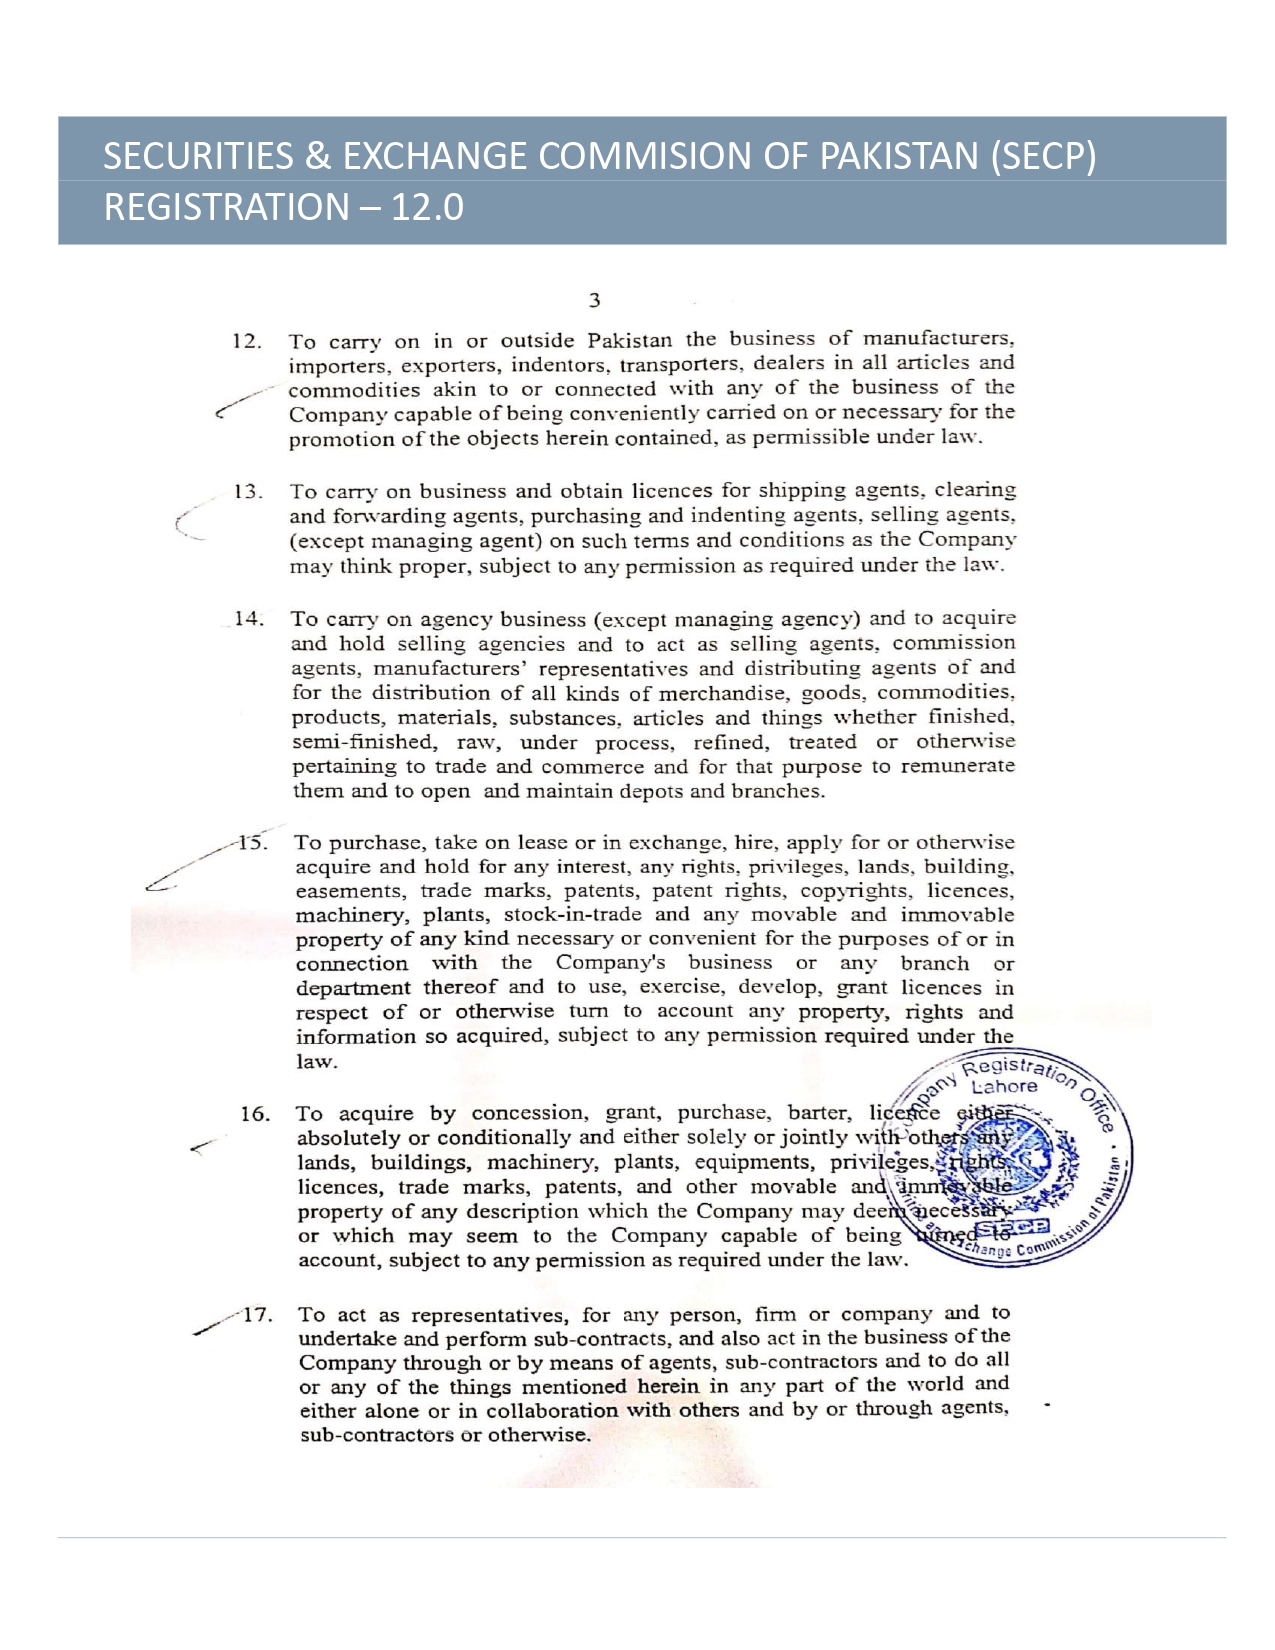 SECURITIES & EXCHANGE COMMISION OF PAKISTAN (SECP)
REGISTRATION – 12.0
3
12. To carry on in or outside Pakistan the business of manufacturers,
importers, exporters, indentors, transporters, dealers in all articles and
commodities akin to or connected with any of the business of the
Company capable of being conveniently carried on or necessary for the
promotion of the objects herein contained, as permissible under law.
13. To carry on business and obtain licences for shipping agents, clearing
and forwarding agents, purchasing and indenting agents, selling agents,
(except managing agent) on such terms and conditions as the Company
may think proper, subject to any permission as required under the law.
14. To carry on agency business (except managing agency) and to acquire
and hold selling agencies and to act as selling agents, commission
agents, manufacturers’ representatives and distributing agents of and
for the distribution of all kinds of merchandise, goods, commodities,
products, materials, substances, articles and things whether finished,
semi-finished, raw, under process, refined, treated or otherwise
pertaining to trade and commerce and for that purpose to remunerate
them and to open and maintain depots and branches.
15. To purchase, take on lease or in exchange, hire, apply for or otherwise
acquire and hold for any interest, any rights, privileges, lands, building,
easements, trade marks, patents, patent rights, copyrights, licences,
machinery, plants, stock-in-trade and any movable and immovable
property of any kind necessary or convenient for the purposes of or in
connection with the Company's business or any branch or
department thereof and to use, exercise, develop, grant licences in
respect of or otherwise turn to account any property, rights and
information so acquired, subject to any permission required under the
law.
16. To acquire by concession, grant, purchase, barter, licence either
absolutely or conditionally and either solely or jointly with others any
lands, buildings, machinery, plants, equipments, privileges, rights,
licences, trade marks, patents, and other movable and immovable
property of any description which the Company may deem necessary
or which may seem to the Company capable of being turned to
account, subject to any permission as required under the law.
17. To act as representatives, for any person, firm or company and to
undertake and perform sub-contracts, and also act in the business of the
Company through or by means of agents, sub-contractors and to do all
or any of the things mentioned herein in any part of the world and
either alone or in collaboration with others and by or through agents,
sub-contractors or otherwise.
Company Registration Office
Lahore
SECP
and Exchange Commission of Pakistan